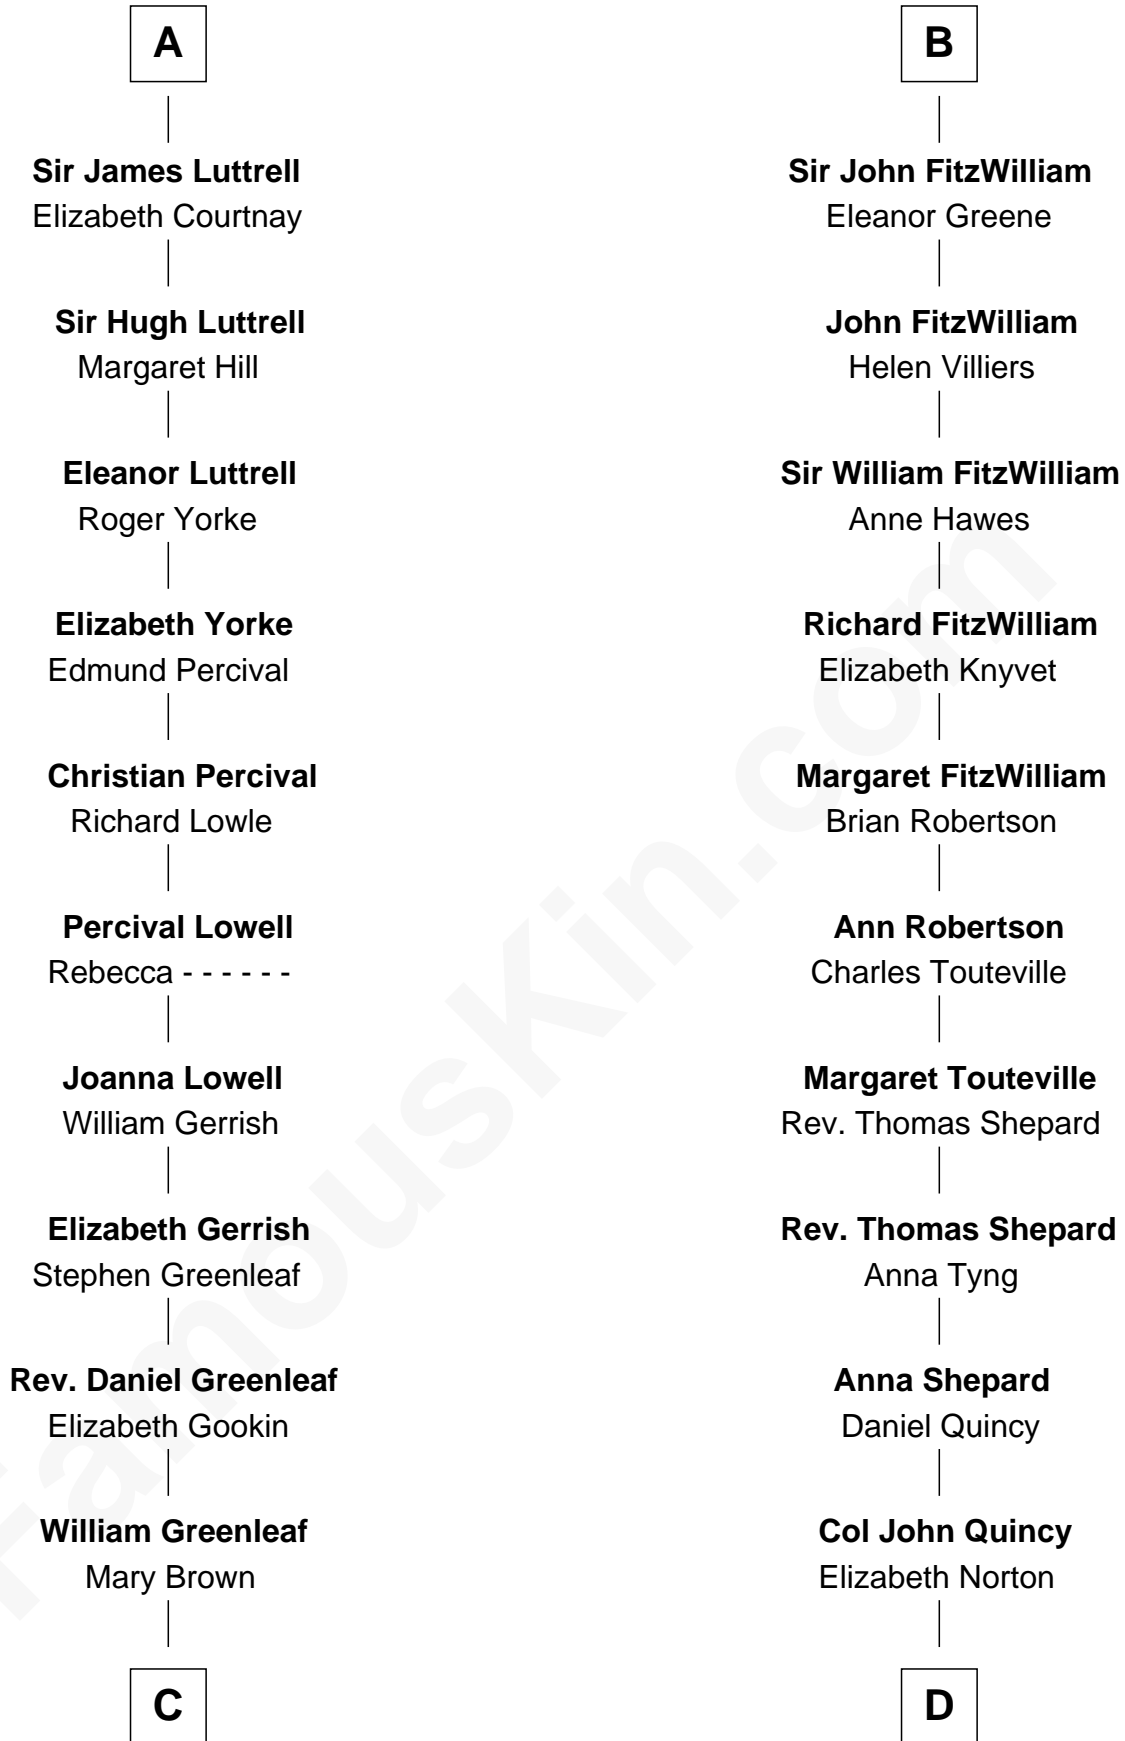 A
Sir James Luttrell
Elizabeth Courtnay
Sir Hugh Luttrell
Margaret Hill
Eleanor Luttrell
Roger Yorke
Elizabeth Yorke
Edmund Percival
Christian Percival
Richard Lowle
Percival Lowell
Rebecca - - - - - -
Joanna Lowell
William Gerrish
Elizabeth Gerrish
Stephen Greenleaf
Rev. Daniel Greenleaf
Elizabeth Gookin
William Greenleaf
Mary Brown
C
B
Sir John FitzWilliam
Eleanor Greene
John FitzWilliam
Helen Villiers
Sir William FitzWilliam
Anne Hawes
Richard FitzWilliam
Elizabeth Knyvet
Margaret FitzWilliam
Brian Robertson
Ann Robertson
Charles Touteville
Margaret Touteville
Rev. Thomas Shepard
Rev. Thomas Shepard
Anna Tyng
Anna Shepard
Daniel Quincy
Col John Quincy
Elizabeth Norton
D
FamousKin.com